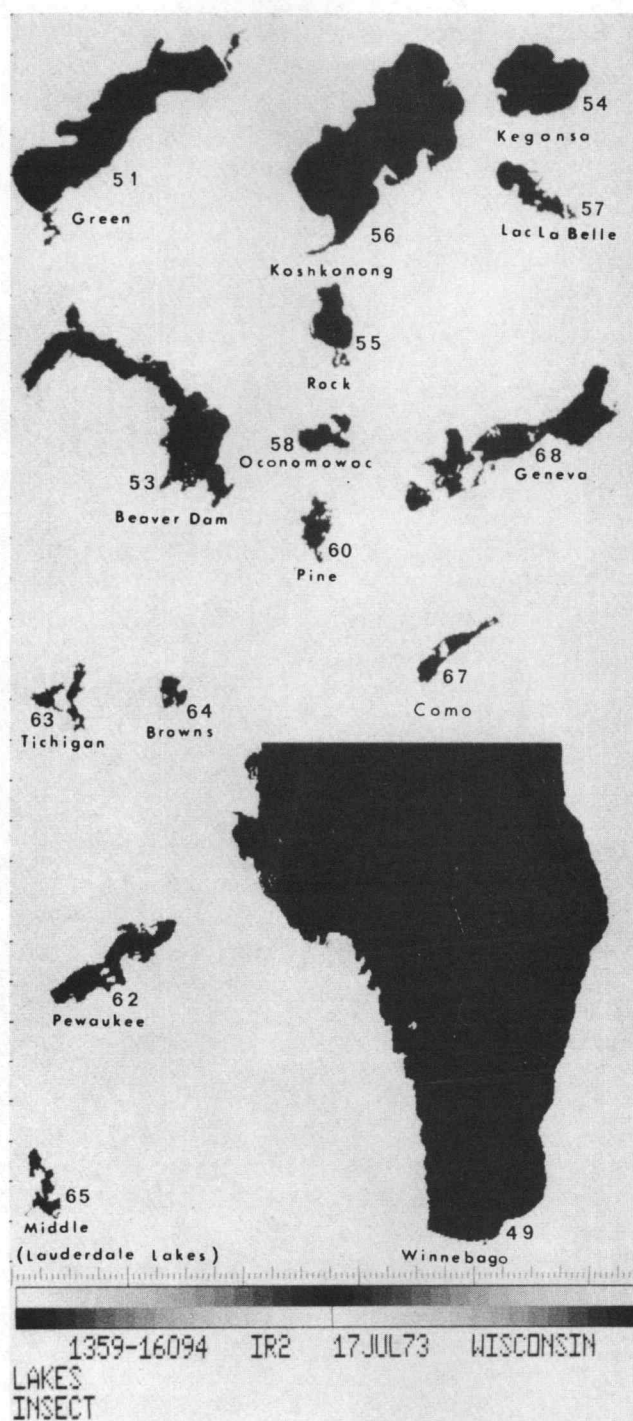 54
Kegonsa
51
Green
57
Lac La Belle
56
Koshkonong
55
Rock
58
Oconomowoc
68
Geneva
53
Beaver Dam
60
Pine
67
Como
63
Tichigan
64
Browns
62
Pewaukee
65
Middle
(Lauderdale Lakes)
49
Winnebago
1359-16094 IR2 17JUL73 WISCONSIN
LAKES
INSECT